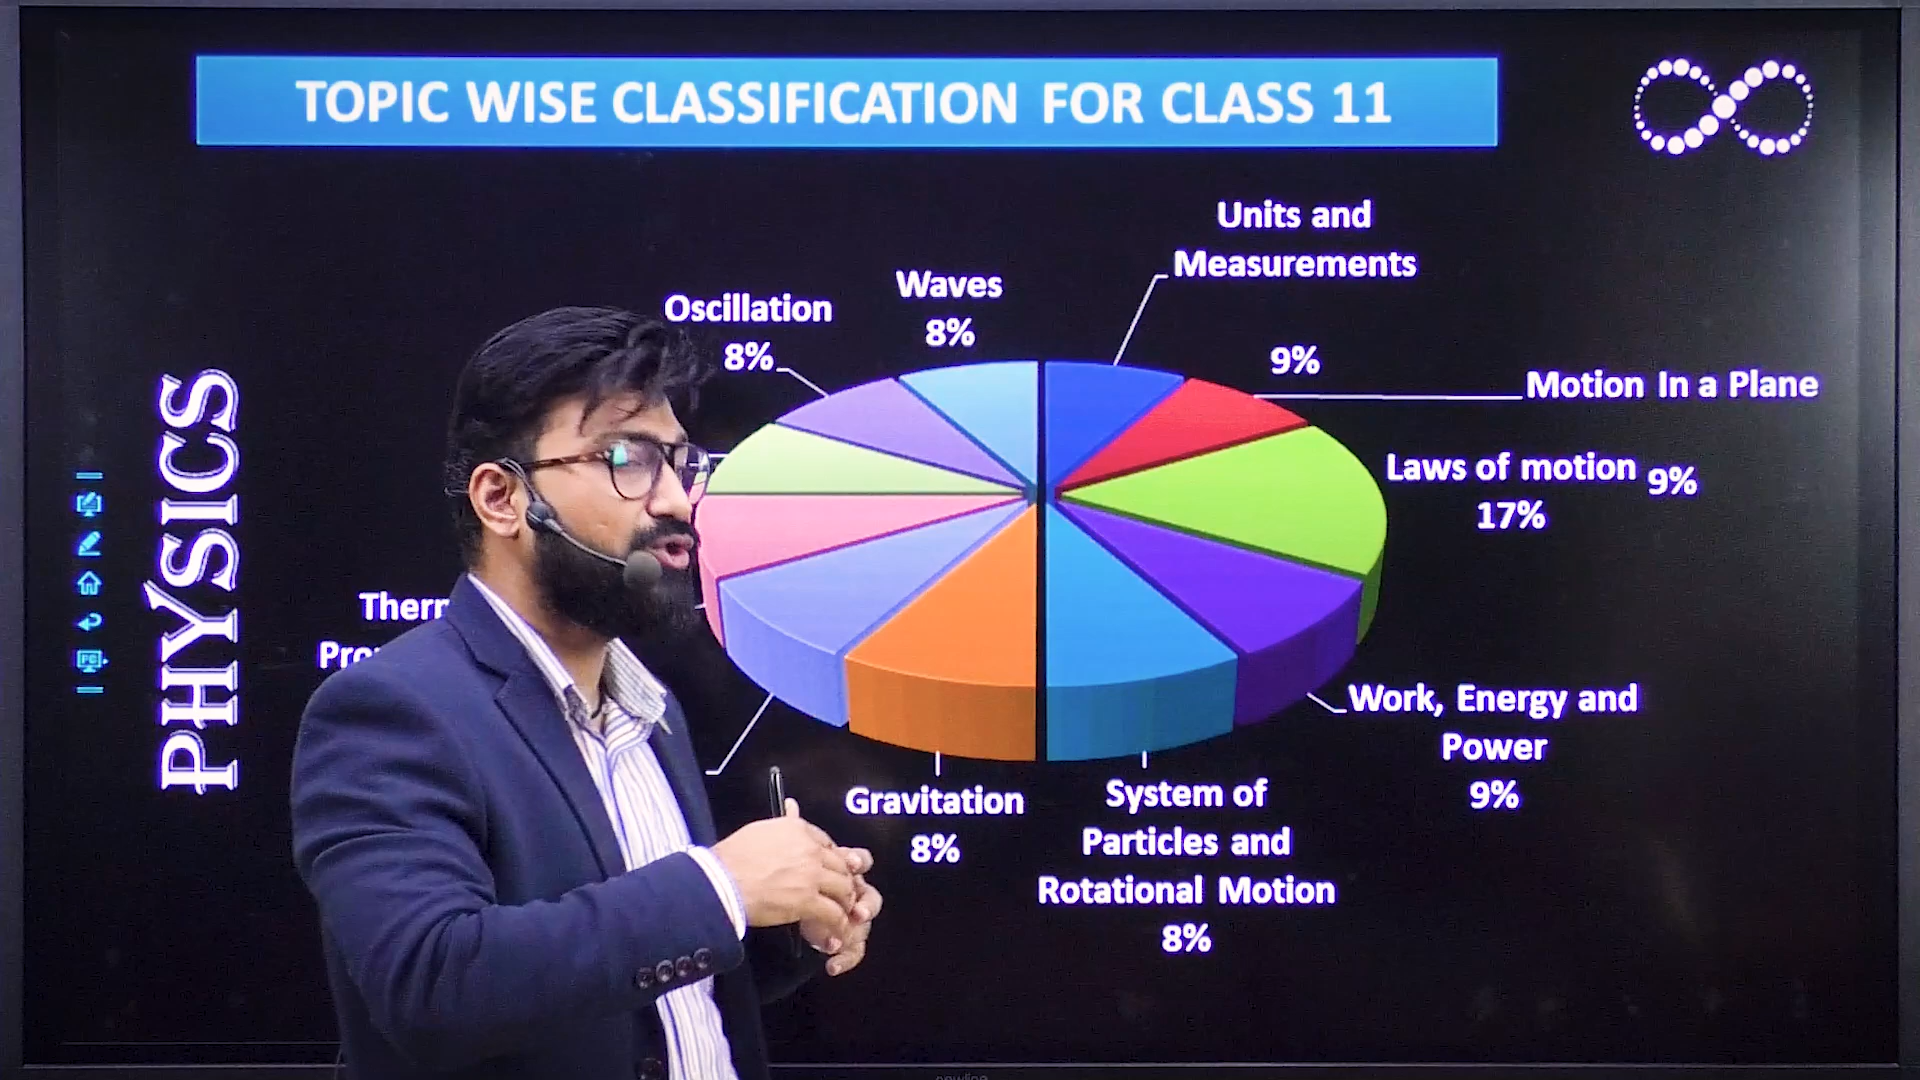 TOPIC WISE CLASSIFICATION FOR CLASS 11
Units and
Measurements
9%
Motion In a Plane
9%
Laws of motion
17%
Work, Energy and
Power
9%
System of
Particles and
Rotational Motion
8%
Gravitation
8%
Oscillation
8%
Waves
8%
PHYSICS